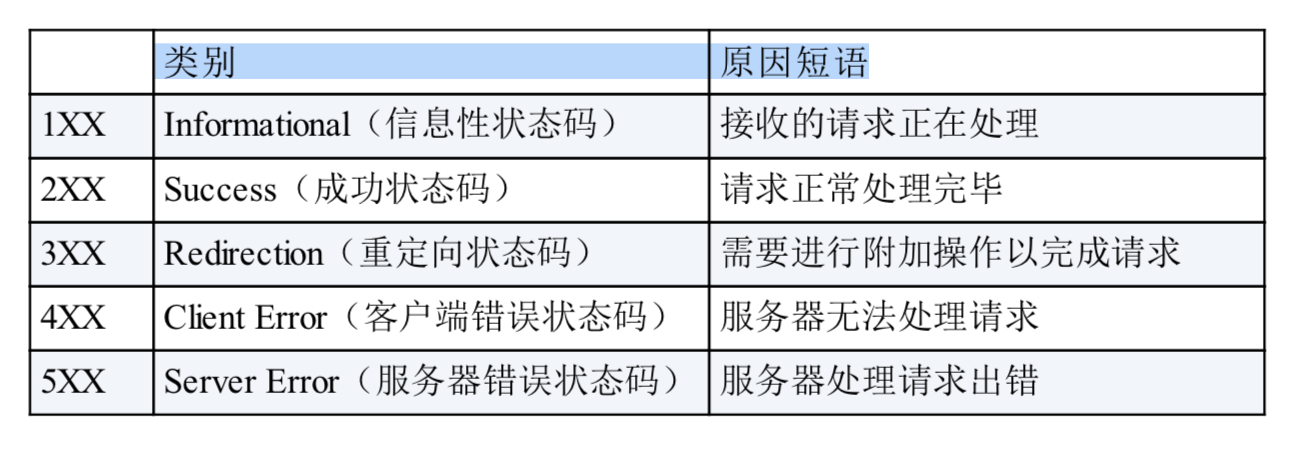 类别 原因短语
1XX Informational（信息性状态码） 接收的请求正在处理
2XX Success（成功状态码） 请求正常处理完毕
3XX Redirection（重定向状态码） 需要进行附加操作以完成请求
4XX Client Error（客户端错误状态码） 服务器无法处理请求
5XX Server Error（服务器错误状态码） 服务器处理请求出错